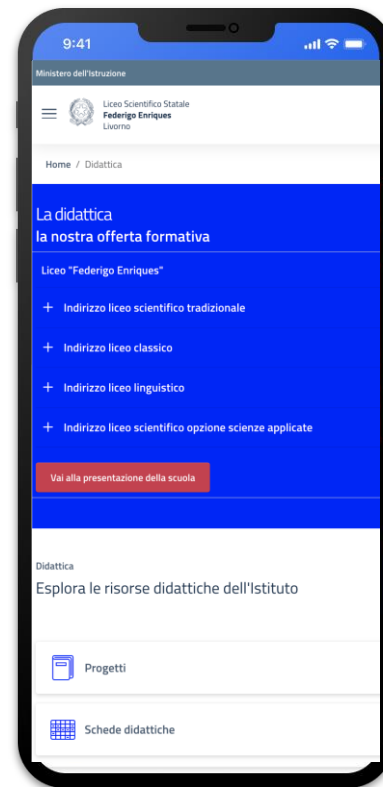 9:41
Ministero dell'Istruzione
Liceo Scientifico Statale
Federigo Enriques
Livorno
Home / Didattica
La didattica
la nostra offerta formativa
Liceo "Federigo Enriques"
+ Indirizzo liceo scientifico tradizionale
+ Indirizzo liceo classico
+ Indirizzo liceo linguistico
+ Indirizzo liceo scientifico opzione scienze applicate
Vai alla presentazione della scuola
Didattica
Esplora le risorse didattiche dell'Istituto
Progetti
Schede didattiche